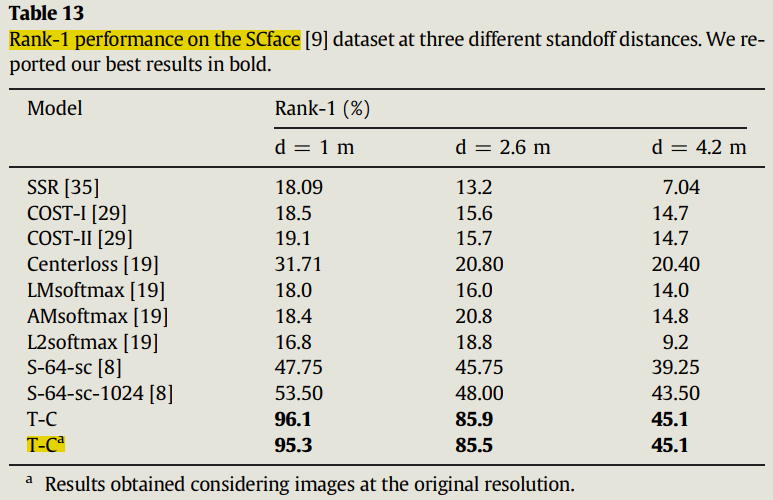 Table 13
Rank-1 performance on the SCface [9] dataset at three different standoff distances. We re-
ported our best results in bold.
Model Rank-1 (%)
d = 1 m d = 2.6 m d = 4.2 m
SSR [35] 18.09 13.2 7.04
COST-I [29] 18.5 15.6 14.7
COST-II [29] 19.1 15.7 14.7
Centerloss [19] 31.71 20.80 20.40
LMsoftmax [19] 18.0 16.0 14.0
AMsoftmax [19] 18.4 20.8 14.8
L2softmax [19] 16.8 18.8 9.2
S-64-sc [8] 47.75 45.75 39.25
S-64-sc-1024 [8] 53.50 48.00 43.50
T-C 96.1 85.9 45.1
T-Cᵃ 95.3 85.5 45.1
ᵃ Results obtained considering images at the original resolution.